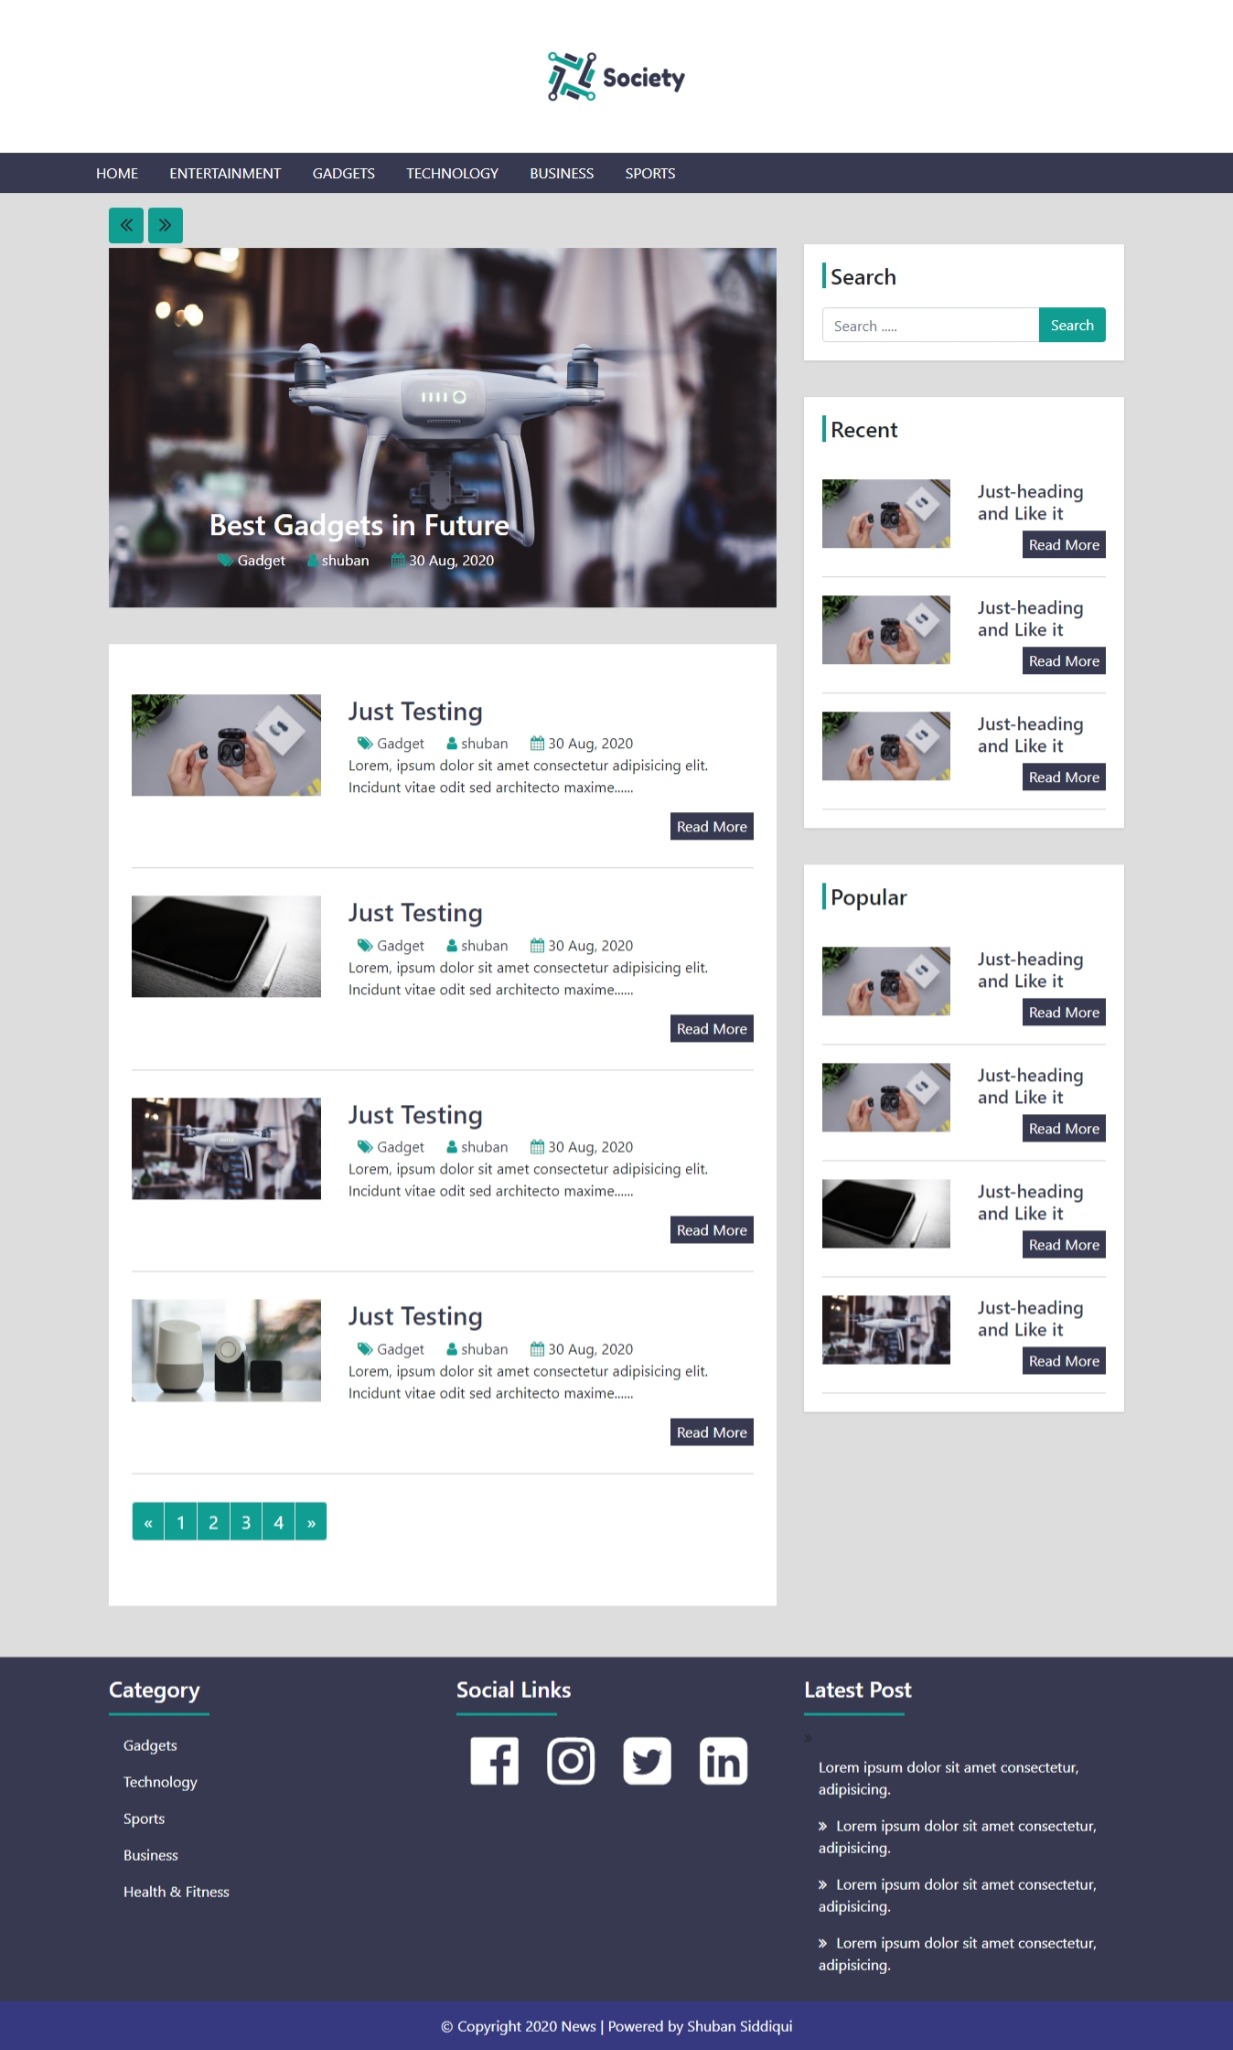 Society
HOME ENTERTAINMENT GADGETS TECHNOLOGY BUSINESS SPORTS
« »
Best Gadgets in Future
Gadget shuban 30 Aug, 2020
Just Testing
Gadget shuban 30 Aug, 2020
Lorem, ipsum dolor sit amet consectetur adipisicing elit.
Incidunt vitae odit sed architecto maxime......
Read More
Just Testing
Gadget shuban 30 Aug, 2020
Lorem, ipsum dolor sit amet consectetur adipisicing elit.
Incidunt vitae odit sed architecto maxime......
Read More
Just Testing
Gadget shuban 30 Aug, 2020
Lorem, ipsum dolor sit amet consectetur adipisicing elit.
Incidunt vitae odit sed architecto maxime......
Read More
Just Testing
Gadget shuban 30 Aug, 2020
Lorem, ipsum dolor sit amet consectetur adipisicing elit.
Incidunt vitae odit sed architecto maxime......
Read More
« 1 2 3 4 »
Search
Search ..... Search
Recent
Just-heading
and Like it
Read More
Just-heading
and Like it
Read More
Just-heading
and Like it
Read More
Popular
Just-heading
and Like it
Read More
Just-heading
and Like it
Read More
Just-heading
and Like it
Read More
Just-heading
and Like it
Read More
Category
Gadgets
Technology
Sports
Business
Health & Fitness
Social Links
Latest Post
»
Lorem ipsum dolor sit amet consectetur,
adipisicing.
» Lorem ipsum dolor sit amet consectetur,
adipisicing.
» Lorem ipsum dolor sit amet consectetur,
adipisicing.
» Lorem ipsum dolor sit amet consectetur,
adipisicing.
© Copyright 2020 News | Powered by Shuban Siddiqui